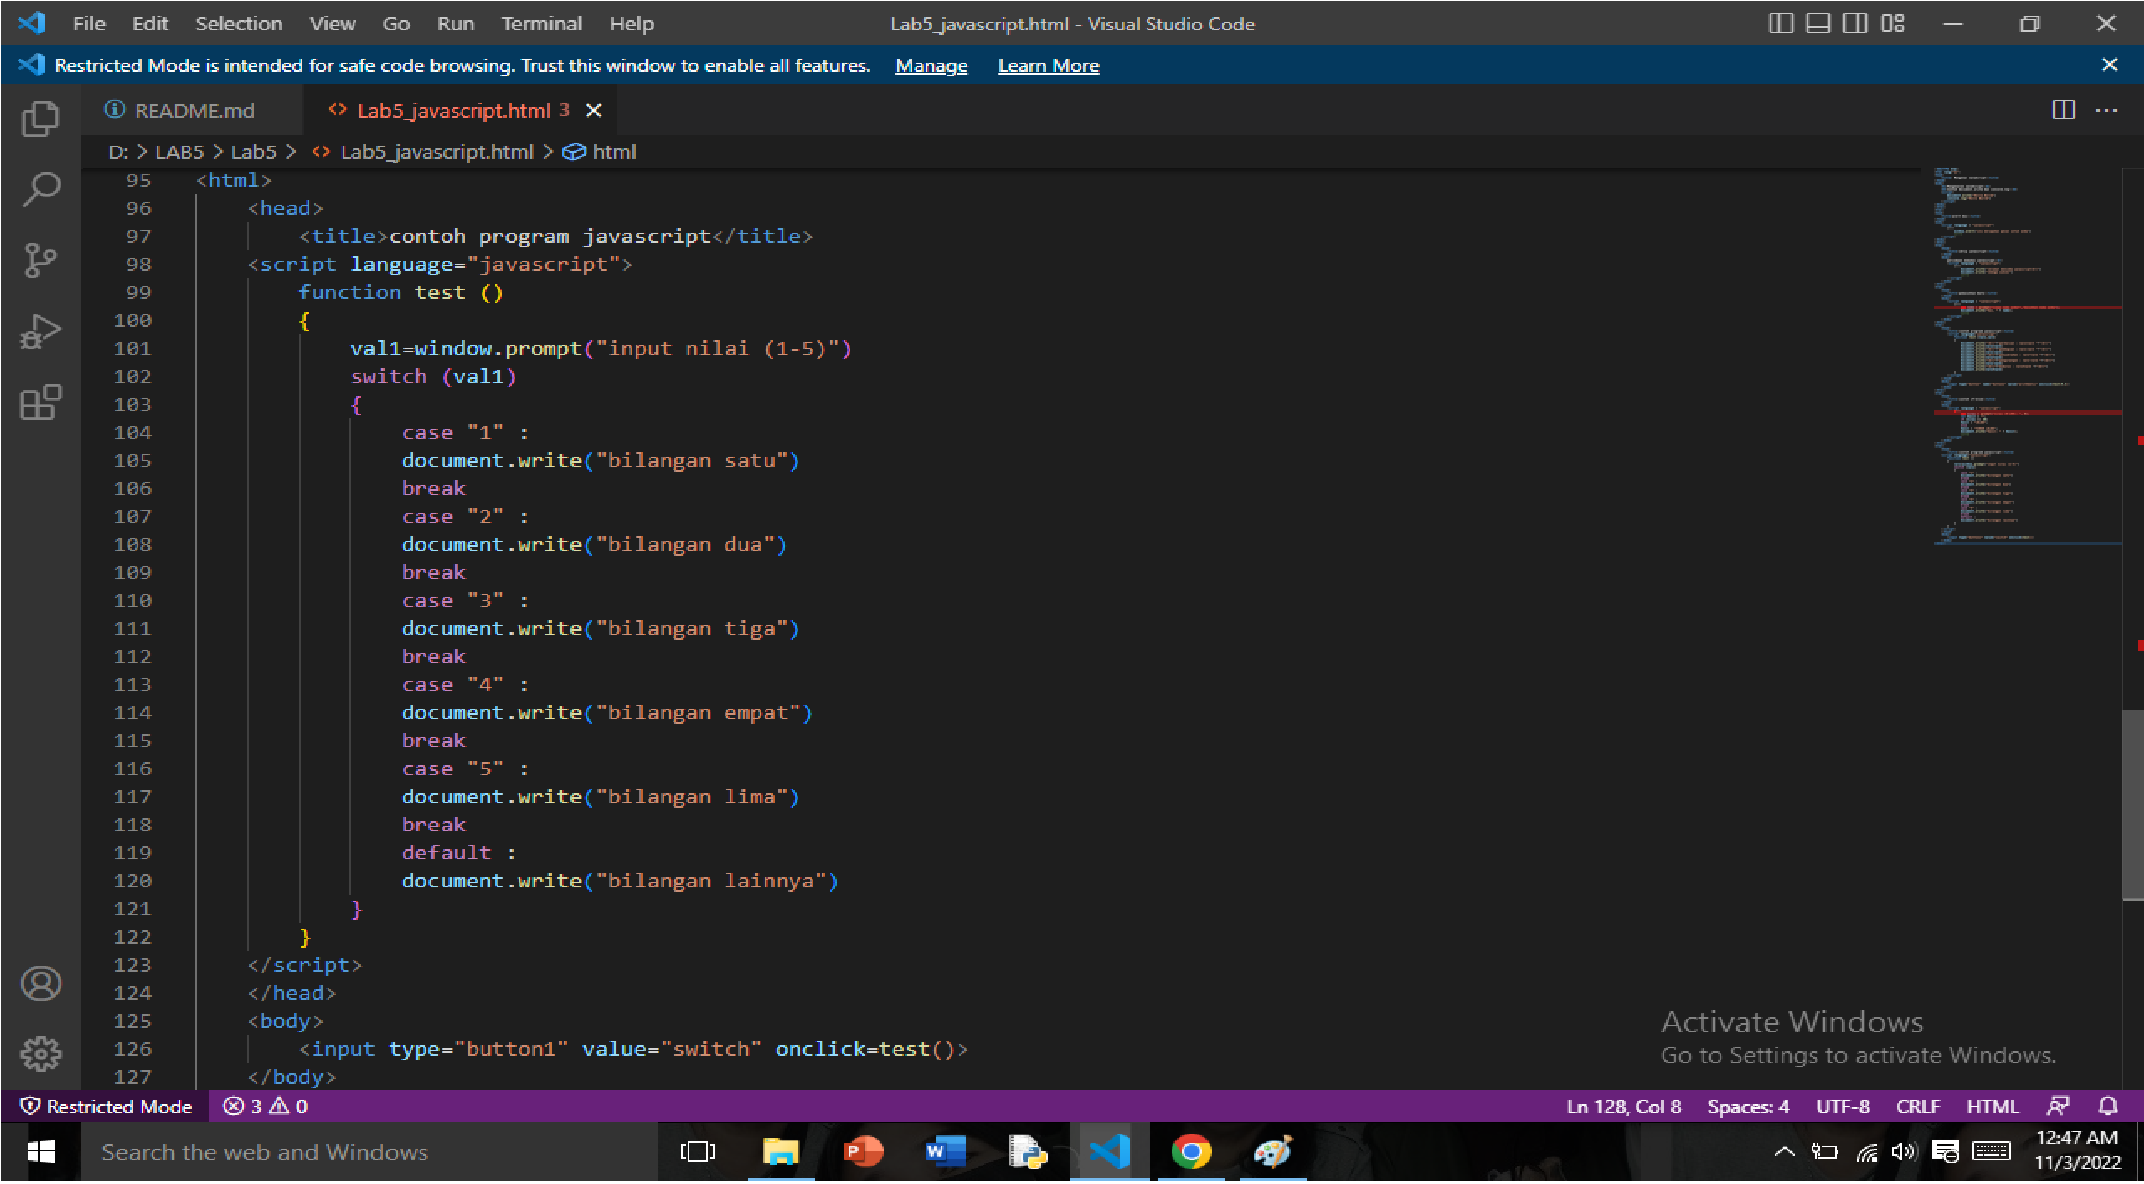 File Edit Selection View Go Run Terminal Help Lab5_javascript.html - Visual Studio Code
Restricted Mode is intended for safe code browsing. Trust this window to enable all features. Manage Learn More
README.md Lab5_javascript.html 3
D: > LAB5 > Lab5 > Lab5_javascript.html > html
95 <html>
96 <head>
97 <title>contoh program javascript</title>
98 <script language="javascript">
99 function test ()
100 {
101 val1=window.prompt("input nilai (1-5)")
102 switch (val1)
103 {
104 case "1" :
105 document.write("bilangan satu")
106 break
107 case "2" :
108 document.write("bilangan dua")
109 break
110 case "3" :
111 document.write("bilangan tiga")
112 break
113 case "4" :
114 document.write("bilangan empat")
115 break
116 case "5" :
117 document.write("bilangan lima")
118 break
119 default :
120 document.write("bilangan lainnya")
121 }
122 }
123 </script>
124 </head>
125 <body>
126 <input type="button1" value="switch" onclick=test()>
127 </body>
Activate Windows
Go to Settings to activate Windows.
Restricted Mode 3 0 Ln 128, Col 8 Spaces: 4 UTF-8 CRLF HTML
Search the web and Windows
12:47 AM
11/3/2022